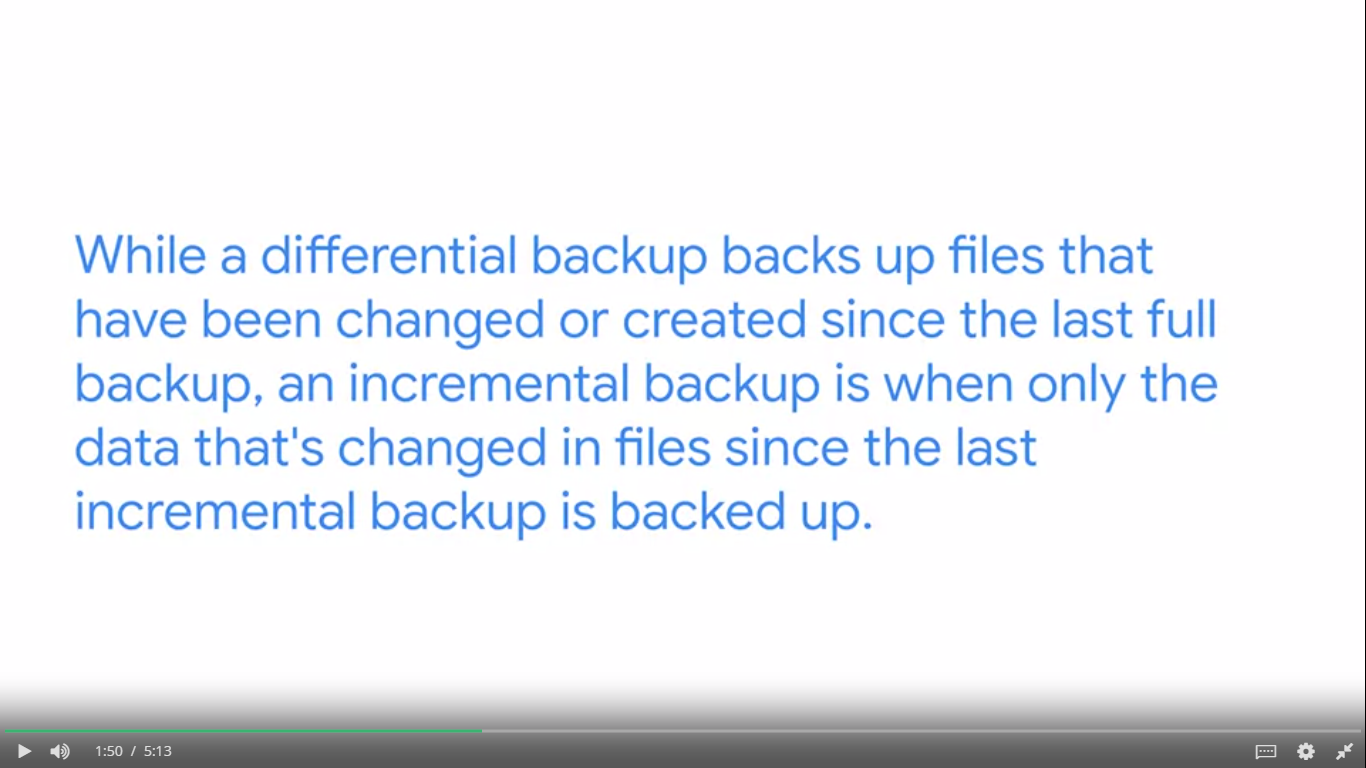 While a differential backup backs up files that
have been changed or created since the last full
backup, an incremental backup is when only the
data that's changed in files since the last
incremental backup is backed up.
1:50 / 5:13